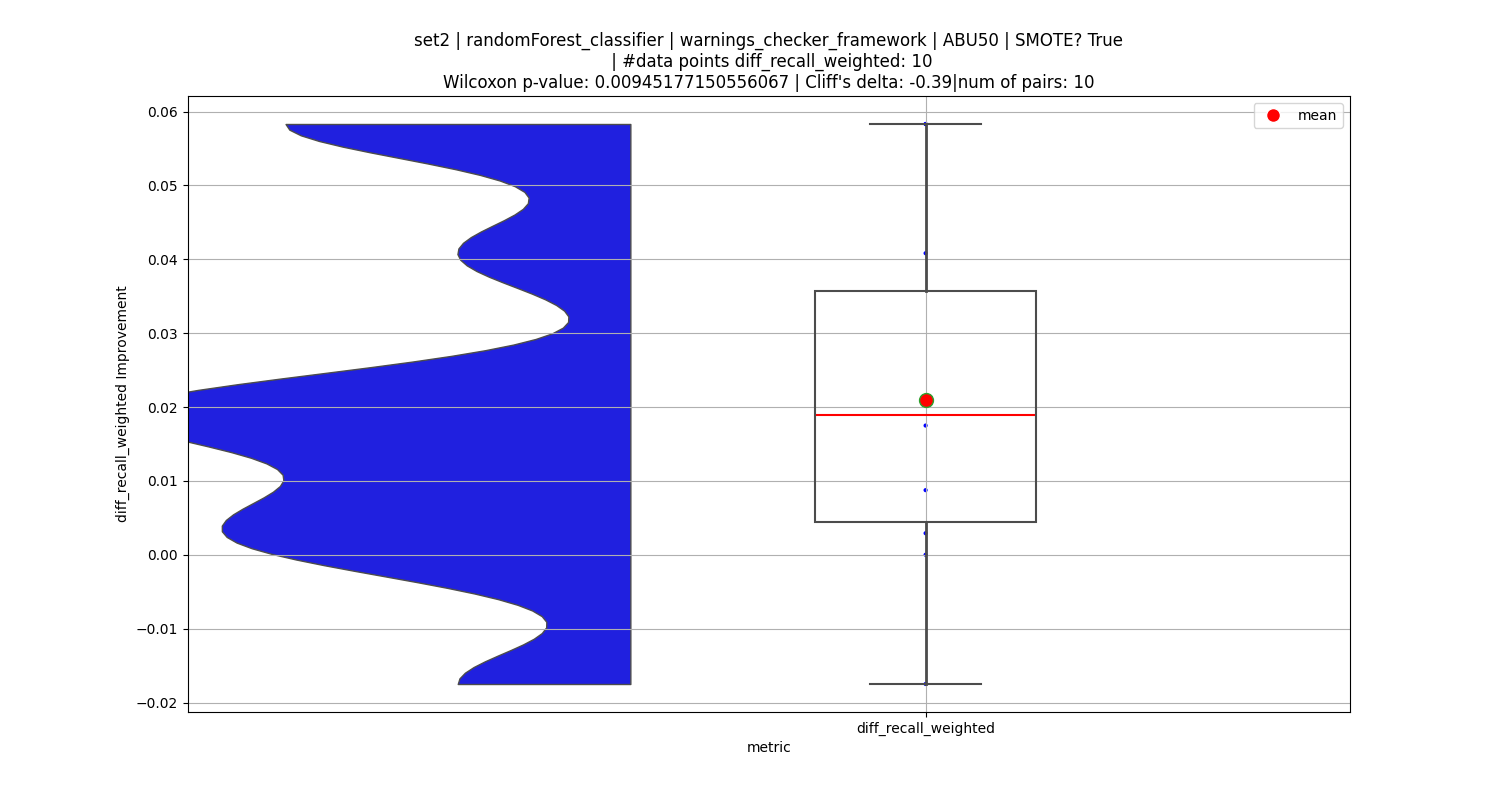 set2 | randomForest_classifier | warnings_checker_framework | ABU50 | SMOTE? True
| #data points diff_recall_weighted: 10
Wilcoxon p-value: 0.00945177150556067 | Cliff's delta: -0.39|num of pairs: 10
mean
0.06
0.05
0.04
0.03
0.02
0.01
0.00
−0.01
−0.02
diff_recall_weighted Improvement
diff_recall_weighted
metric